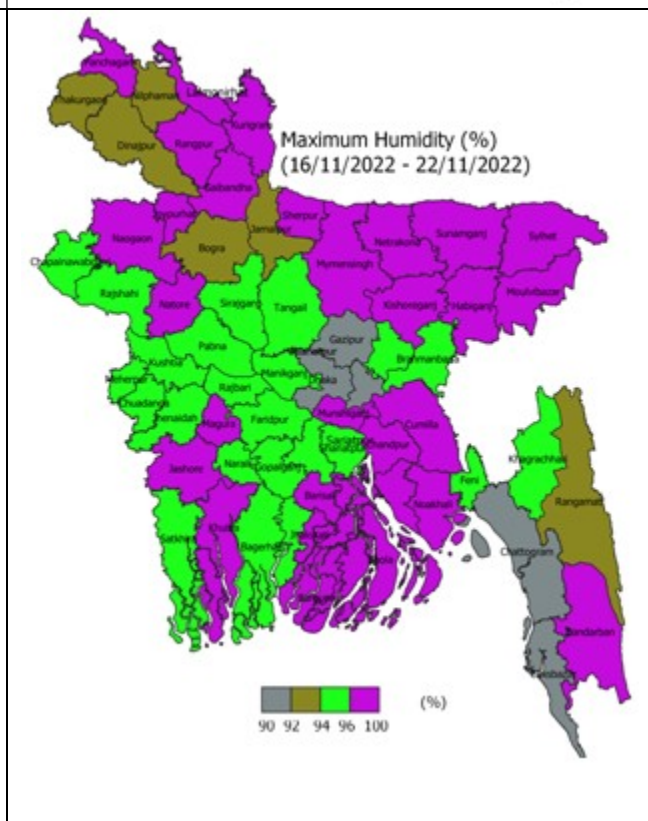 Panchagarh
Thakurgaon
Nilphamari
Lalmonirhat
Kurigram
Dinajpur
Rangpur
Maximum Humidity (%)
(16/11/2022 - 22/11/2022)
Gaibandha
Joypurhat
Sherpur
Naogaon
Jamalpur
Bogra
Netrakona
Sunamganj
Sylhet
Mymensingh
Chapainawabganj
Rajshahi
Natore
Sirajganj
Tangail
Kishoreganj
Habiganj
Moulvibazar
Gazipur
Pabna
Kushtia
Brahmanbaria
Meherpur
Manikganj
Dhaka
Rajbari
Chuadanga
Jhenaidah
Magura
Faridpur
Munshiganj
Cumilla
Chandpur
Jashore
Narail
Gopalganj
Khagrachhari
Feni
Noakhali
Rangamati
Barisal
Satkhira
Khulna
Bagerhat
Bhola
Chattogram
Bandarban
(%)
90 92 94 96 100